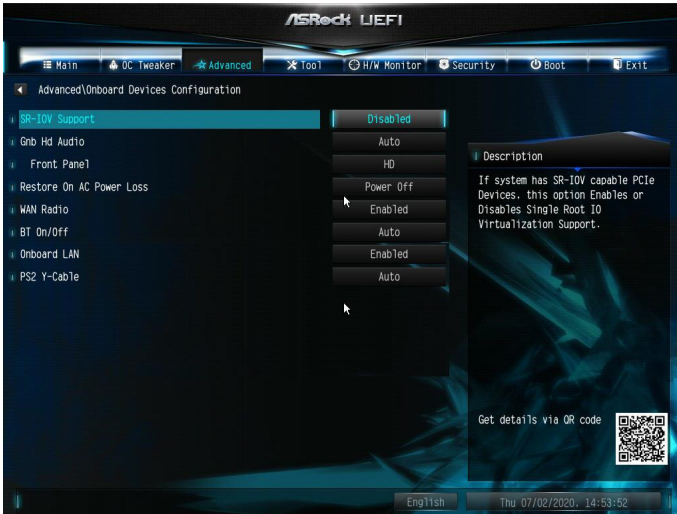 ASRock UEFI
Main OC Tweaker Advanced Tool H/W Monitor Security Boot Exit
Advanced\Onboard Devices Configuration
SR-IOV Support Disabled
Gnb Hd Audio Auto
Front Panel HD
Restore On AC Power Loss Power Off
WAN Radio Enabled
BT On/Off Auto
Onboard LAN Enabled
PS2 Y-Cable Auto
Description
If system has SR-IOV capable PCIe
Devices, this option Enables or
Disables Single Root IO
Virtualization Support.
Get details via QR code
English Thu 07/02/2020, 14:53:52